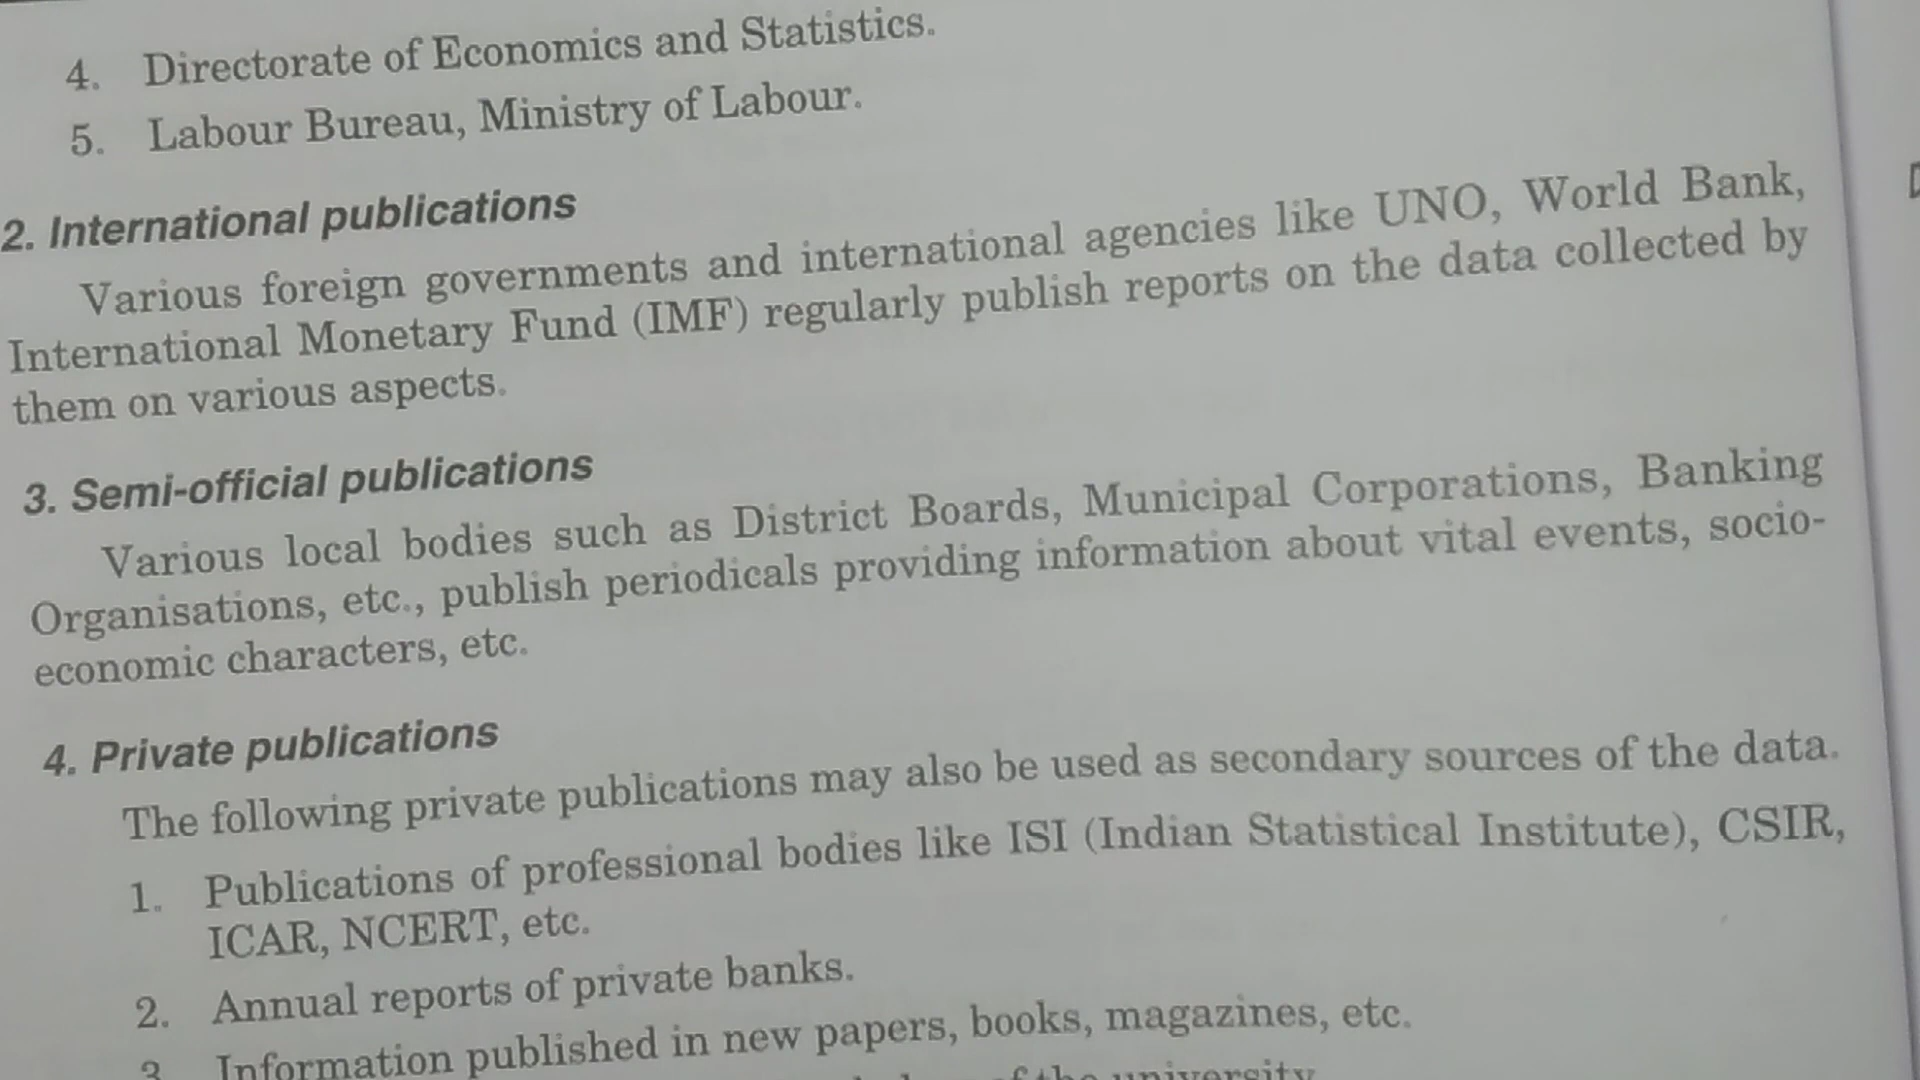 4. Directorate of Economics and Statistics.
5. Labour Bureau, Ministry of Labour.
2. International publications
Various foreign governments and international agencies like UNO, World Bank,
International Monetary Fund (IMF) regularly publish reports on the data collected by
them on various aspects.
3. Semi-official publications
Various local bodies such as District Boards, Municipal Corporations, Banking
Organisations, etc., publish periodicals providing information about vital events, socio-
economic characters, etc.
4. Private publications
The following private publications may also be used as secondary sources of the data.
1. Publications of professional bodies like ISI (Indian Statistical Institute), CSIR,
ICAR, NCERT, etc.
2. Annual reports of private banks.
3. Information published in new papers, books, magazines, etc.
of the university